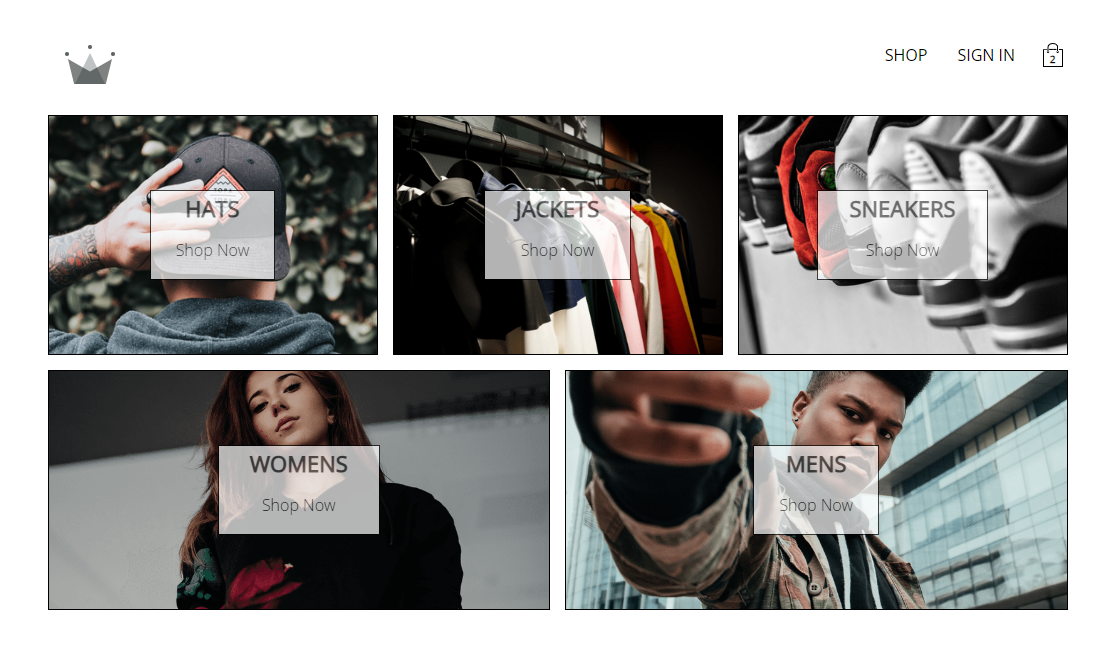 SHOP
SIGN IN
2
HATS
Shop Now
JACKETS
Shop Now
SNEAKERS
Shop Now
WOMENS
Shop Now
MENS
Shop Now